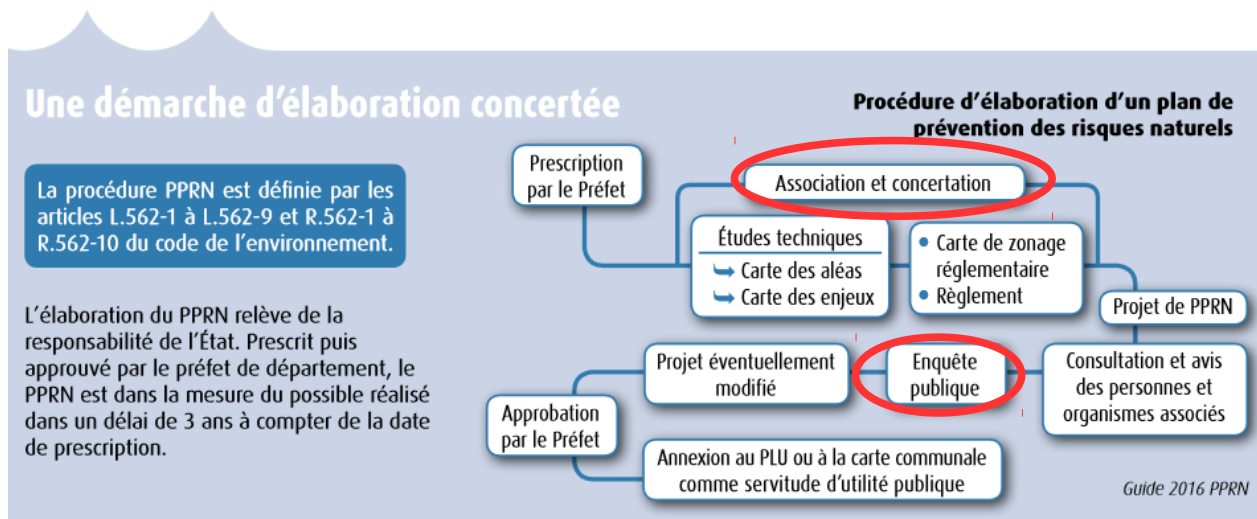 Une démarche d'élaboration concertée
La procédure PPRN est définie par les
articles L.562-1 à L.562-9 et R.562-1 à
R.562-10 du code de l'environnement.
L'élaboration du PPRN relève de la
responsabilité de l'État. Prescrit puis
approuvé par le préfet de département, le
PPRN est dans la mesure du possible réalisé
dans un délai de 3 ans à compter de la date
de prescription.
Procédure d'élaboration d'un plan de
prévention des risques naturels
Prescription
par le Préfet
Association et concertation
Études techniques
Carte des aléas
Carte des enjeux
• Carte de zonage
réglementaire
• Règlement
Projet de PPRN
Consultation et avis
des personnes et
organismes associés
Enquête
publique
Projet éventuellement
modifié
Approbation
par le Préfet
Annexion au PLU ou à la carte communale
comme servitude d'utilité publique
Guide 2016 PPRN